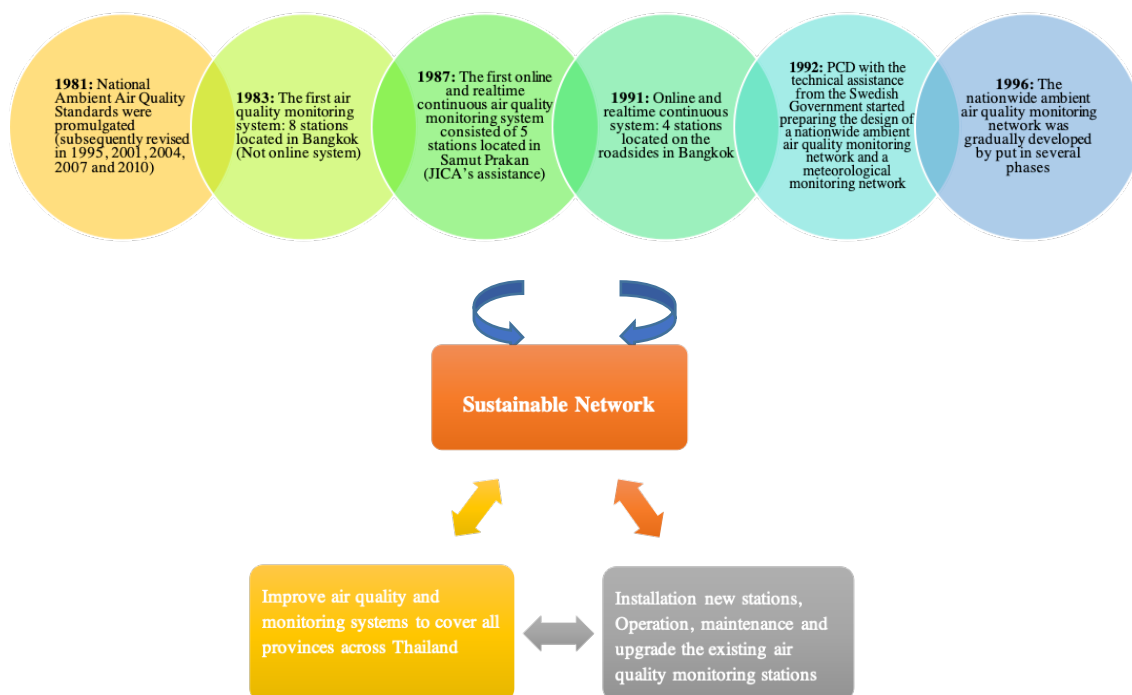 1981: National
Ambient Air Quality
Standards were
promulgated
(subsequently revised
in 1995, 2001, 2004,
2007 and 2010)
1983: The first air
quality monitoring
system: 8 stations
located in Bangkok
(Not online system)
1987: The first online
and realtime
continuous air quality
monitoring system
consisted of 5
stations located in
Samut Prakan
(JICA's assistance)
1991: Online and
realtime continuous
system: 4 stations
located on the
roadsides in Bangkok
1992: PCD with the
technical assistance
from the Swedish
Government started
preparing the design of
a nationwide ambient
air quality monitoring
network and a
meteorological
monitoring network
1996: The
nationwide ambient
air quality monitoring
network was
gradually developed
by put in several
phases
Sustainable Network
Improve air quality and
monitoring systems to cover all
provinces across Thailand
Installation new stations,
Operation, maintenance and
upgrade the existing air
quality monitoring stations